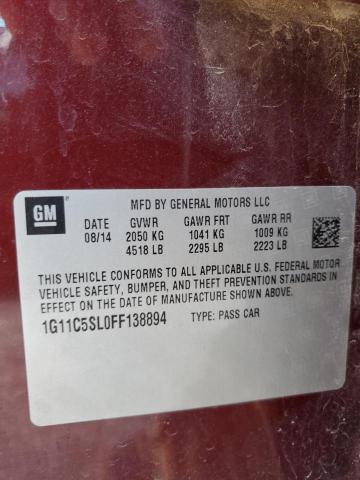 GM
MFD BY GENERAL MOTORS LLC
DATE GVWR GAWR FRT GAWR RR
08/14 2050 KG 1041 KG 1009 KG
4518 LB 2295 LB 2223 LB
THIS VEHICLE CONFORMS TO ALL APPLICABLE U.S. FEDERAL MOTOR
VEHICLE SAFETY, BUMPER, AND THEFT PREVENTION STANDARDS IN
EFFECT ON THE DATE OF MANUFACTURE SHOWN ABOVE.
1G11C5SL0FF138894 TYPE: PASS CAR